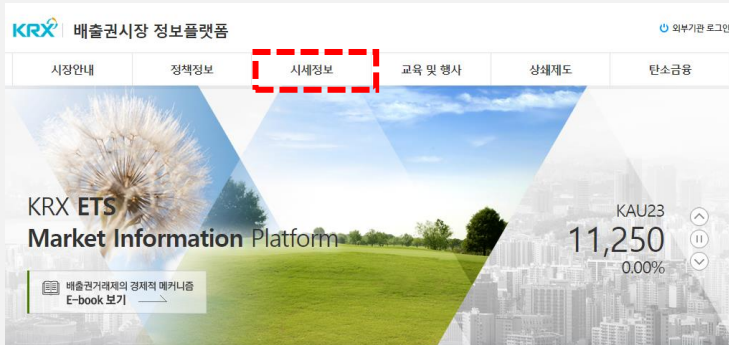 KRX 배출권시장 정보플랫폼
외부기관 로그인
시장안내 정책정보 시세정보 교육 및 행사 상쇄제도 탄소금융
KRX ETS
Market Information Platform
KAU23
11,250
0.00%
배출권거래제의 경제적 메커니즘
E-book 보기